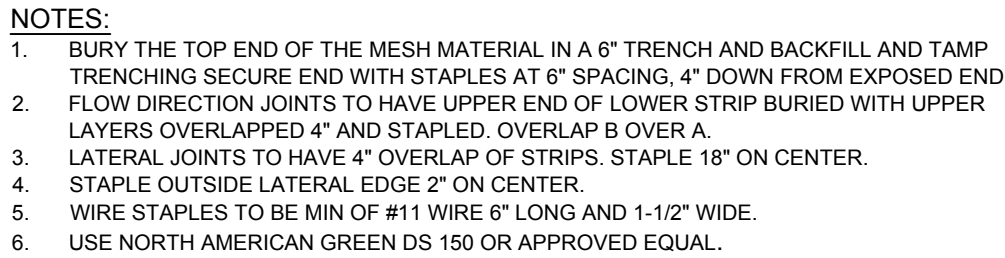 NOTES:
1. BURY THE TOP END OF THE MESH MATERIAL IN A 6" TRENCH AND BACKFILL AND TAMP
TRENCHING SECURE END WITH STAPLES AT 6" SPACING, 4" DOWN FROM EXPOSED END
2. FLOW DIRECTION JOINTS TO HAVE UPPER END OF LOWER STRIP BURIED WITH UPPER
LAYERS OVERLAPPED 4" AND STAPLED. OVERLAP B OVER A.
3. LATERAL JOINTS TO HAVE 4" OVERLAP OF STRIPS. STAPLE 18" ON CENTER.
4. STAPLE OUTSIDE LATERAL EDGE 2" ON CENTER.
5. WIRE STAPLES TO BE MIN OF #11 WIRE 6" LONG AND 1-1/2" WIDE.
6. USE NORTH AMERICAN GREEN DS 150 OR APPROVED EQUAL.